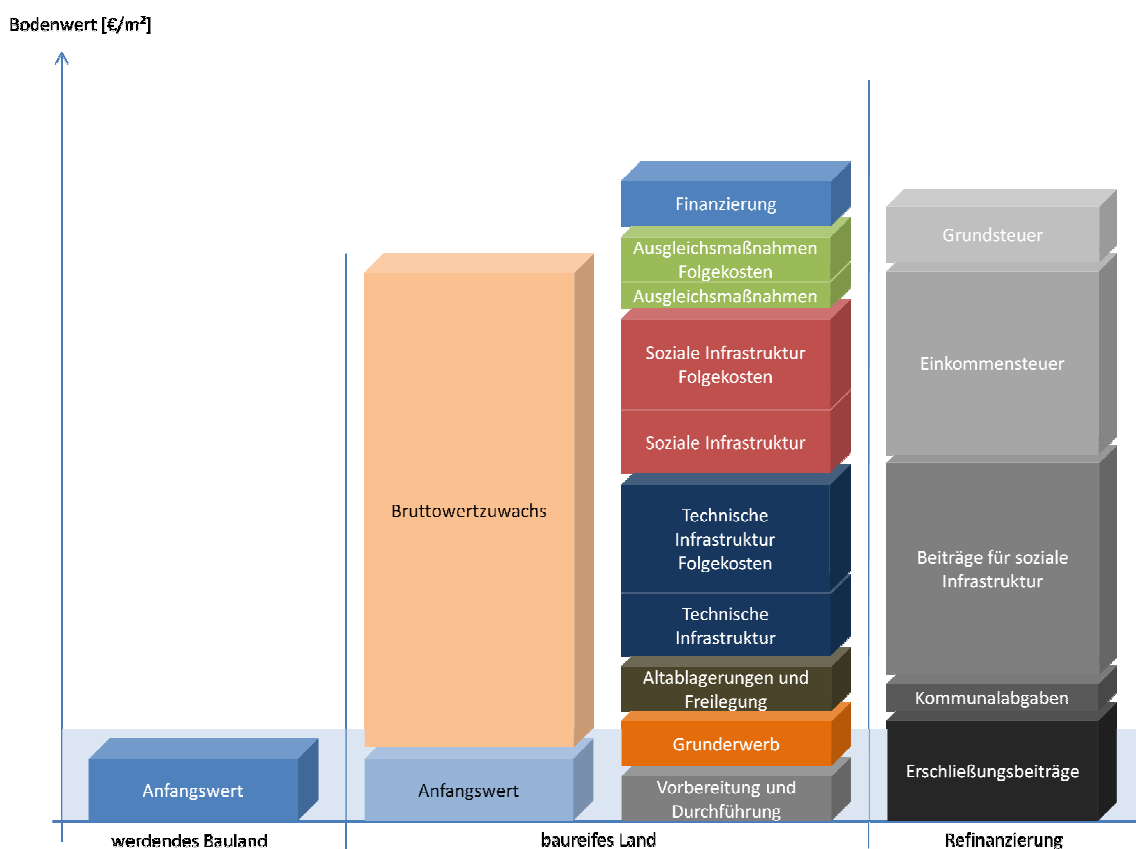 Bodenwert [€/m²]
Anfangswert
werdendes Bauland
Bruttowertzuwachs
Anfangswert
Finanzierung
Ausgleichsmaßnahmen
Folgekosten
Ausgleichsmaßnahmen
Soziale Infrastruktur
Folgekosten
Soziale Infrastruktur
Technische
Infrastruktur
Folgekosten
Technische
Infrastruktur
Altablagerungen und
Freilegung
Grunderwerb
Vorbereitung und
Durchführung
baureifes Land
Grundsteuer
Einkommensteuer
Beiträge für soziale
Infrastruktur
Kommunalabgaben
Erschließungsbeiträge
Refinanzierung